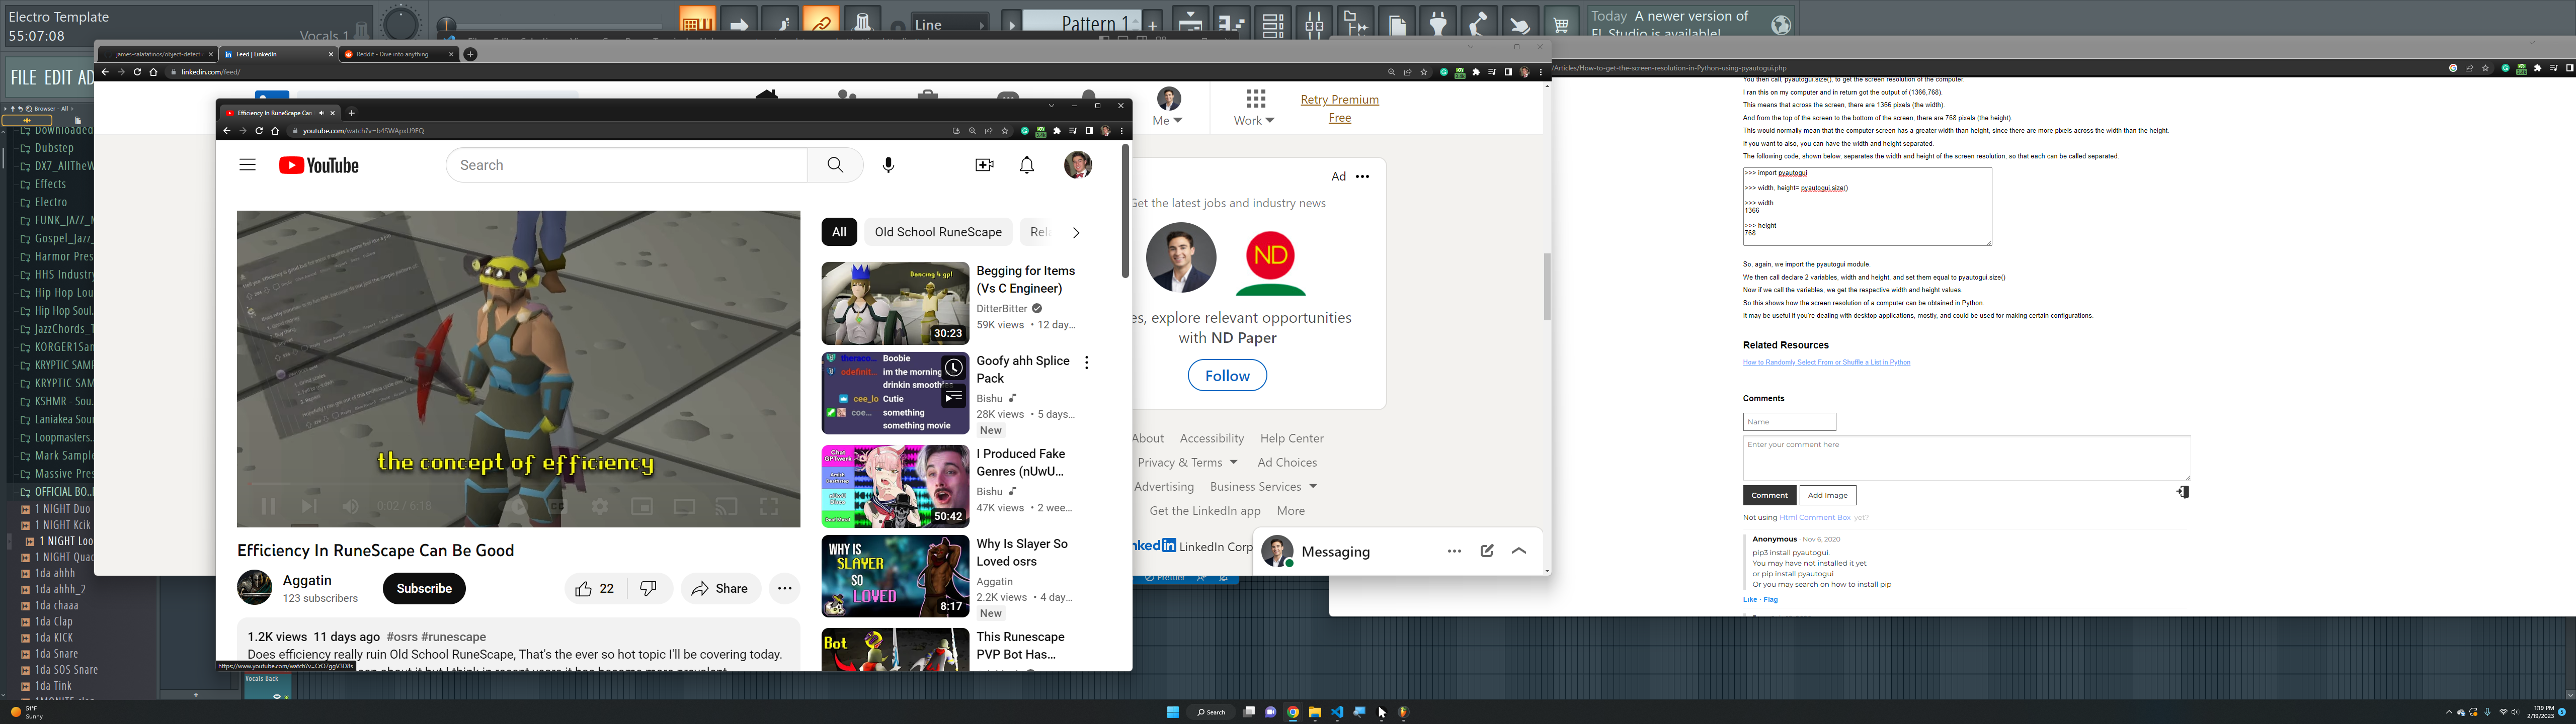 Electro Template
55:07:08
Vocals 1
Line
Pattern 1
Today A newer version of
FL Studio is available!
FILE EDIT AD
Browser - All
Downloaded
Dubstep
DX7_AllTheW
Effects
Electro
FUNK_JAZZ_
Gospel_Jazz_
Harmor Pres
HHS Industry
Hip Hop Lou
Hip Hop Soul.
JazzChords_
KORGER1San
KRYPTIC SAMF
KRYPTIC SAM
KSHMR - Sou.
Laniakea Soun
Loopmasters.
Mark Sample
Massive Pres
OFFICIAL BO..
1 NIGHT Duo
1 NIGHT Kcik
1 NIGHT Loo
1 NIGHT Quad
1da ahhh
1da ahhh_2
1da chaaa
1da Clap
1da KICK
1da Snare
1da SOS Snare
1da Tink
Vocals Back
james-salafatinos/object-detect
Feed | LinkedIn
Reddit - Dive into anything
linkedin.com/feed/
Me
Work
Retry Premium
Free
Ad
Get the latest jobs and industry news
ND
es, explore relevant opportunities
with ND Paper
Follow
About Accessibility Help Center
Privacy & Terms Ad Choices
Advertising Business Services
Get the LinkedIn app More
LinkedIn Corp
Messaging
Prettier
Efficiency In RuneScape Can
youtube.com/watch?v=b4SWApxU9EQ
YouTube
Search
the concept of efficiency
0:02 / 6:18
Efficiency In RuneScape Can Be Good
Aggatin
123 subscribers
Subscribe
22
Share
1.2K views 11 days ago #osrs #runescape
Does efficiency really ruin Old School RuneScape, That's the ever so hot topic I'll be covering today.
https://www.youtube.com/watch?v=CrO7ggV3D8s
All
Old School RuneScape
Rel
Dancing 4 gp!
30:23
Begging for Items
(Vs C Engineer)
DitterBitter
59K views • 12 day...
Boobie
im the morning
drinkin smoothies
cee_lo Cutie
coe... something
something movie
Goofy ahh Splice
Pack
Bishu
28K views • 5 days...
New
Chat
GPTwerk
50:42
I Produced Fake
Genres (nUwU...
Bishu
47K views • 2 wee...
WHY IS
SLAYER
SO
LOVED
8:17
Why Is Slayer So
Loved osrs
Aggatin
2.2K views • 4 day...
New
Bot
This Runescape
PVP Bot Has...
/Articles/How-to-get-the-screen-resolution-in-Python-using-pyautogui.php
You then call, pyautogui.size(), to get the screen resolution of the computer.
I ran this on my computer and in return got the output of (1366,768).
This means that across the screen, there are 1366 pixels (the width).
And from the top of the screen to the bottom of the screen, there are 768 pixels (the height).
This would normally mean that the computer screen has a greater width than height, since there are more pixels across the width than the height.
If you want to also, you can have the width and height separated.
The following code, shown below, separates the width and height of the screen resolution, so that each can be called separated.
>>> import pyautogui
>>> width, height= pyautogui.size()
>>> width
1366
>>> height
768
So, again, we import the pyautogui module.
We then call declare 2 variables, width and height, and set them equal to pyautogui.size()
Now if we call the variables, we get the respective width and height values.
So this shows how the screen resolution of a computer can be obtained in Python.
It may be useful if you're dealing with desktop applications, mostly, and could be used for making certain configurations.
Related Resources
How to Randomly Select From or Shuffle a List in Python
Comments
Name
Enter your comment here
Comment
Add Image
Not using Html Comment Box yet?
Anonymous · Nov 6, 2020
pip3 install pyautogui.
You may have not installed it yet
or pip install pyautogui
Or you may search on how to install pip
Like · Flag
51°F
Sunny
Search
1:19 PM
2/19/2023